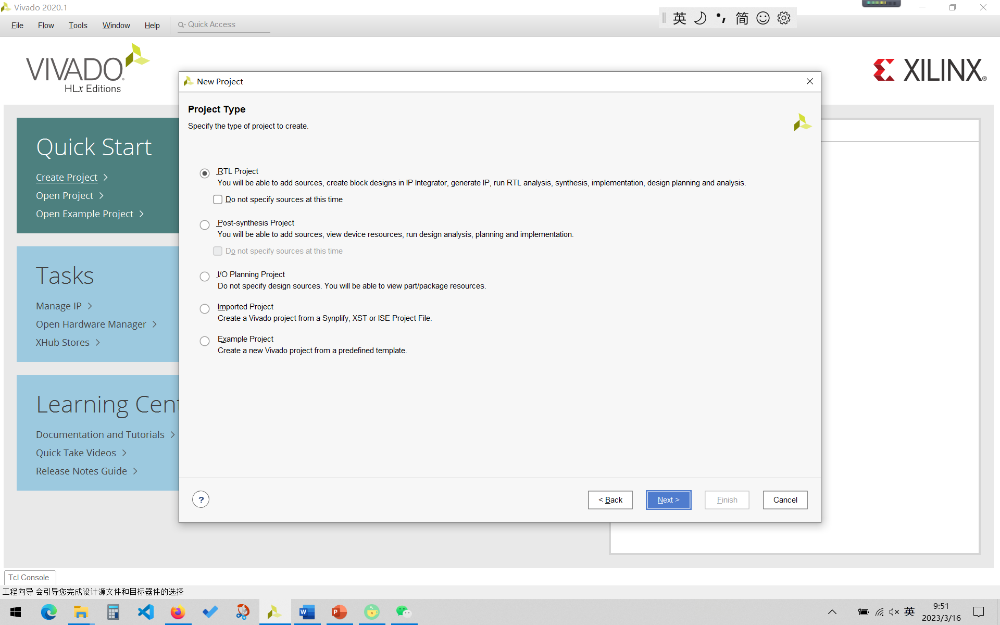 Vivado 2020.1
File Flow Tools Window Help Quick Access
英 简
VIVADO
HLx Editions
XILINX®
New Project
Project Type
Specify the type of project to create.
Quick Start
Create Project
Open Project
Open Example Project
RTL Project
You will be able to add sources, create block designs in IP Integrator, generate IP, run RTL analysis, synthesis, implementation, design planning and analysis.
Do not specify sources at this time
Post-synthesis Project
You will be able to add sources, view device resources, run design analysis, planning and implementation.
Do not specify sources at this time
I/O Planning Project
Do not specify design sources. You will be able to view part/package resources.
Imported Project
Create a Vivado project from a Synplify, XST or ISE Project File.
Example Project
Create a new Vivado project from a predefined template.
Tasks
Manage IP
Open Hardware Manager
XHub Stores
Learning Cent
Documentation and Tutorials
Quick Take Videos
Release Notes Guide
? < Back Next > Finish Cancel
Tcl Console
工程向导 会引导您完成设计源文件和目标器件的选择
W P 英 9:51
2023/3/16